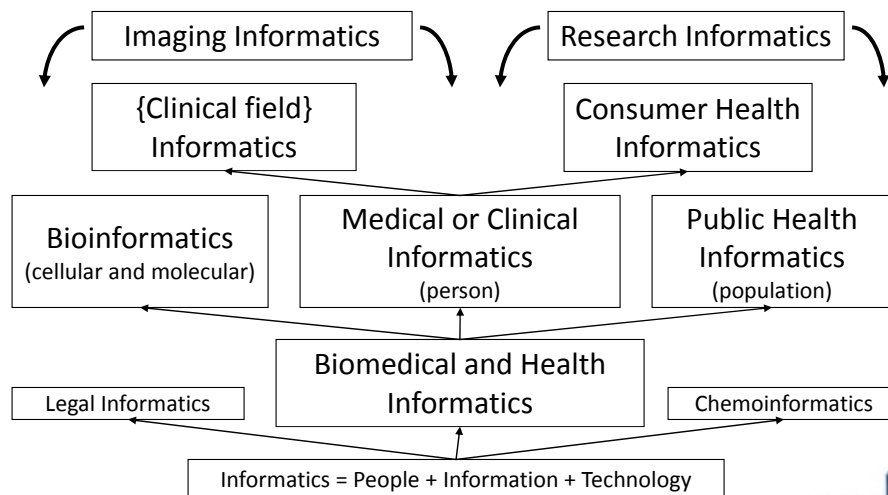 Imaging Informatics
Research Informatics
{Clinical field}
Informatics
Consumer Health
Informatics
Bioinformatics
(cellular and molecular)
Medical or Clinical
Informatics
(person)
Public Health
Informatics
(population)
Biomedical and Health
Informatics
Legal Informatics
Chemoinformatics
Informatics = People + Information + Technology